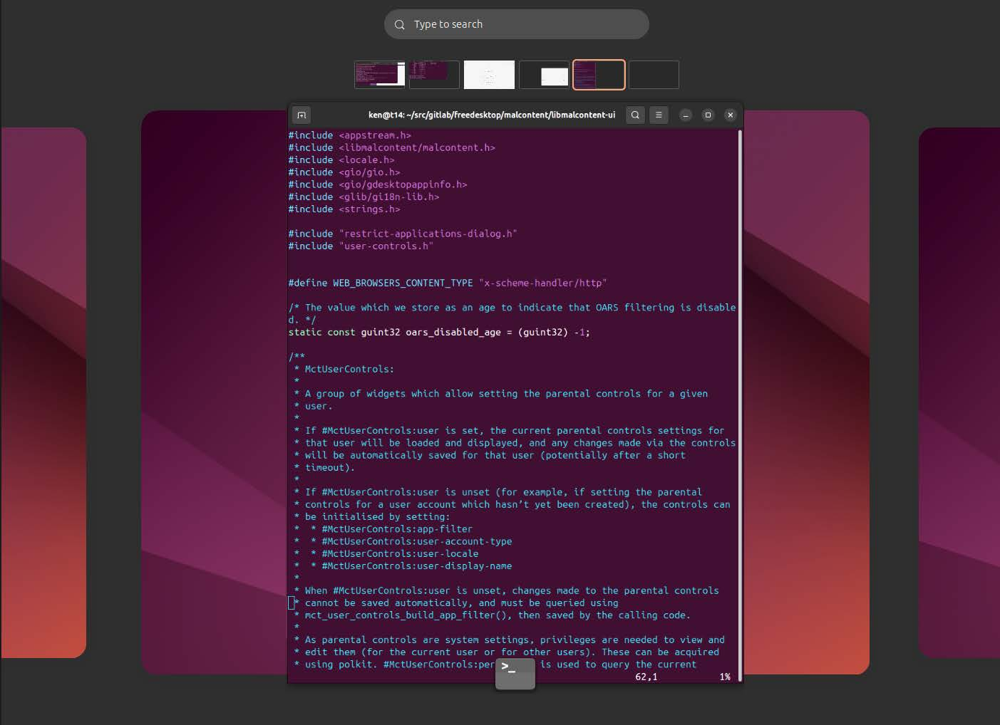 Type to search
ken@t14: ~/src/gitlab/freedesktop/malcontent/libmalcontent-ui
#include <appstream.h>
#include <libmalcontent/malcontent.h>
#include <locale.h>
#include <gio/gio.h>
#include <gio/gdesktopappinfo.h>
#include <glib/gi18n-lib.h>
#include <strings.h>
#include "restrict-applications-dialog.h"
#include "user-controls.h"
#define WEB_BROWSERS_CONTENT_TYPE "x-scheme-handler/http"
/* The value which we store as an age to indicate that OARS filtering is disable
d. */
static const guint32 oars_disabled_age = (guint32) -1;
/**
 * MctUserControls:
 *
 * A group of widgets which allow setting the parental controls for a given
 * user.
 *
 * If #MctUserControls:user is set, the current parental controls settings for
 * that user will be loaded and displayed, and any changes made via the controls
 * will be automatically saved for that user (potentially after a short
 * timeout).
 *
 * If #MctUserControls:user is unset (for example, if setting the parental
 * controls for a user account which hasn’t yet been created), the controls can
 * be initialised by setting:
 *  * #MctUserControls:app-filter
 *  * #MctUserControls:user-account-type
 *  * #MctUserControls:user-locale
 *  * #MctUserControls:user-display-name
 *
 * When #MctUserControls:user is unset, changes made to the parental controls
 * cannot be saved automatically, and must be queried using
 * mct_user_controls_build_app_filter(), then saved by the calling code.
 *
 * As parental controls are system settings, privileges are needed to view and
 * edit them (for the current user or for other users). These can be acquired
 * using polkit. #MctUserControls:per is used to query the current
62,1 1%
>_